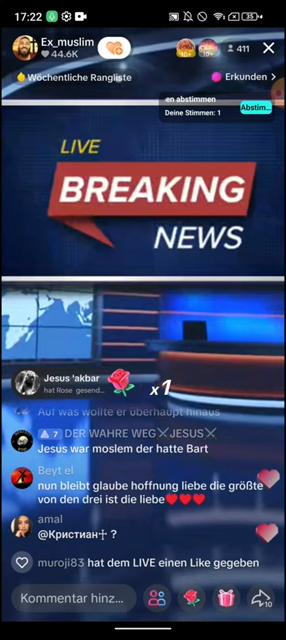 17:22
35
Ex_muslim
44.6K
411
Wöchentliche Rangliste
Erkunden >
en abstimmen
Deine Stimmen: 1
Abstim...
LIVE
BREAKING
NEWS
Jesus 'akbar
hat Rose gesend...
x1
Auf was wollte er überhaupt hinaus
7 DER WAHRE WEG⚔JESUS⚔
Jesus war moslem der hatte Bart
Beyt el
nun bleibt glaube hoffnung liebe die größte
von den drei ist die liebe❤❤❤
amal
@Кристиан✝ ?
muroji83 hat dem LIVE einen Like gegeben
Kommentar hinz...
10